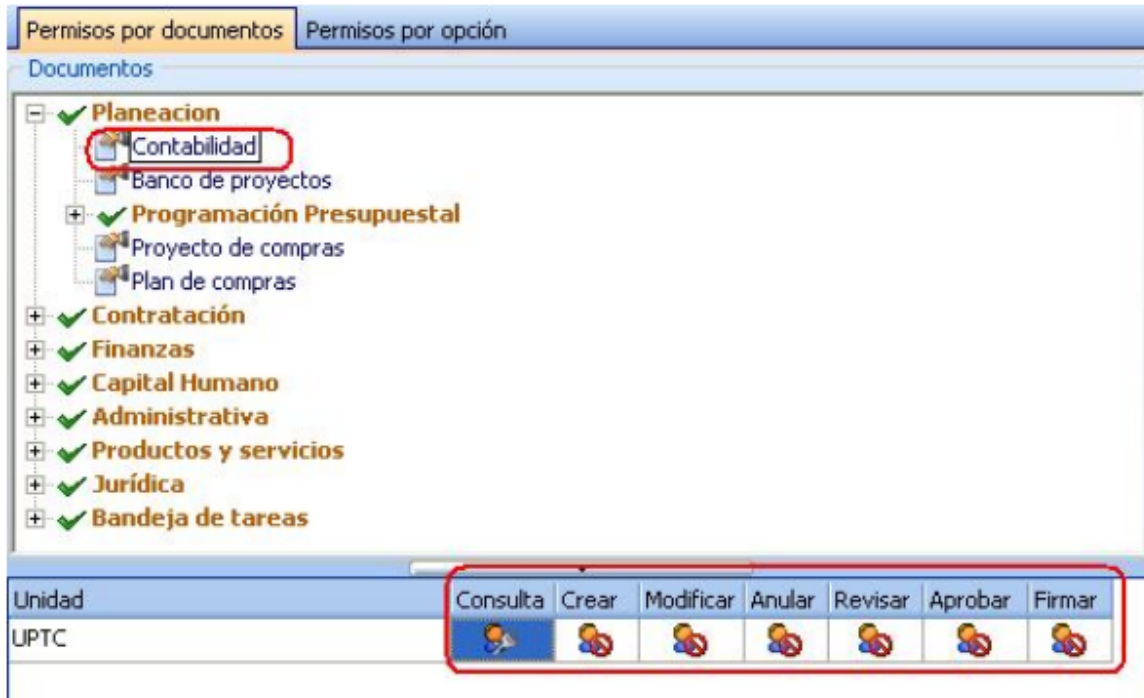 Permisos por documentos Permisos por opción
Documentos
Planeacion
Contabilidad
Banco de proyectos
Programación Presupuestal
Proyecto de compras
Plan de compras
Contratación
Finanzas
Capital Humano
Administrativa
Productos y servicios
Jurídica
Bandeja de tareas
Unidad Consulta Crear Modificar Anular Revisar Aprobar Firmar
UPTC